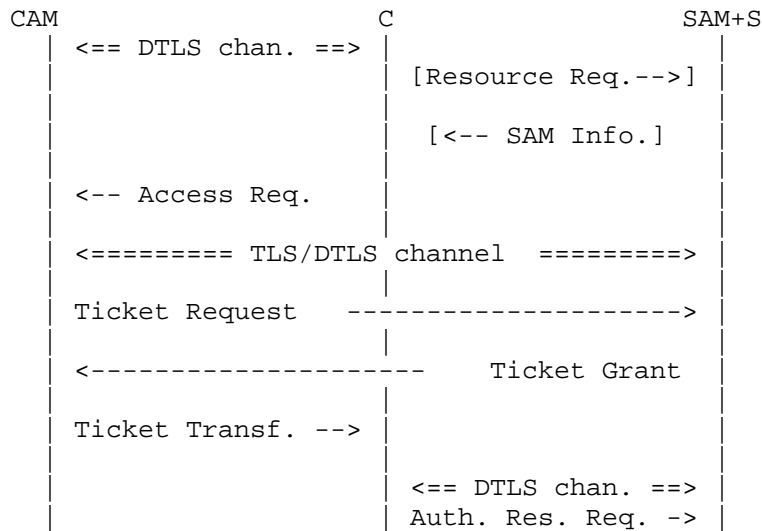 CAM C SAM+S
<== DTLS chan. ==>
[Resource Req.-->]
[<-- SAM Info.]
<-- Access Req.
<========= TLS/DTLS channel =========>
Ticket Request --------------------->
<--------------------- Ticket Grant
Ticket Transf. -->
<== DTLS chan. ==>
Auth. Res. Req. ->